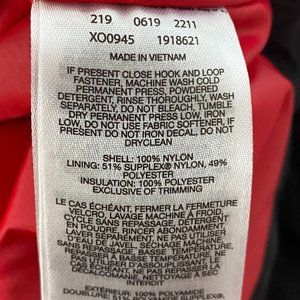 219 0619 2211
XO0945 1918621
MADE IN VIETNAM
IF PRESENT CLOSE HOOK AND LOOP
FASTENER, MACHINE WASH COLD
PERMANENT PRESS, POWDERED
DETERGENT, RINSE THOROUGHLY, WASH
SEPARATELY, DO NOT BLEACH, TUMBLE
DRY PERMANENT PRESS LOW, IRON
LOW, DO NOT USE FABRIC SOFTENER, IF
PRESENT DO NOT IRON DECAL, DO NOT
DRYCLEAN
SHELL: 100% NYLON
LINING: 51% SUPPLEX® NYLON, 49%
POLYESTER
INSULATION: 100% POLYESTER
EXCLUSIVE OF TRIMMING
LE CAS ÉCHÉANT, FERMER LA FERMETURE
VELCRO, LAVAGE MACHINE À FROID,
CYCLE SANS REPASSAGE, DÉTERGENT
EN POUDRE, RINCER ABONDAMMENT,
LAVER SÉPARÉMENT, NE PAS UTILISER
D'EAU DE JAVEL, SÉCHAGE MACHINE
SANS REPASSAGE, BASSE TEMPÉRATURE,
REPASSAGE BASSE TEMPÉRATURE,
NE PAS UTILISER D'ASSOUPLISSANT, LE
CAS ÉCHÉANT, NE PAS REPASSER LA
DÉCALCOMANIE, NETTOYAGE À SEC
INTERDIT
EXTÉRIEUR: 100% POLYAMIDE
DOUBLURE: 51%